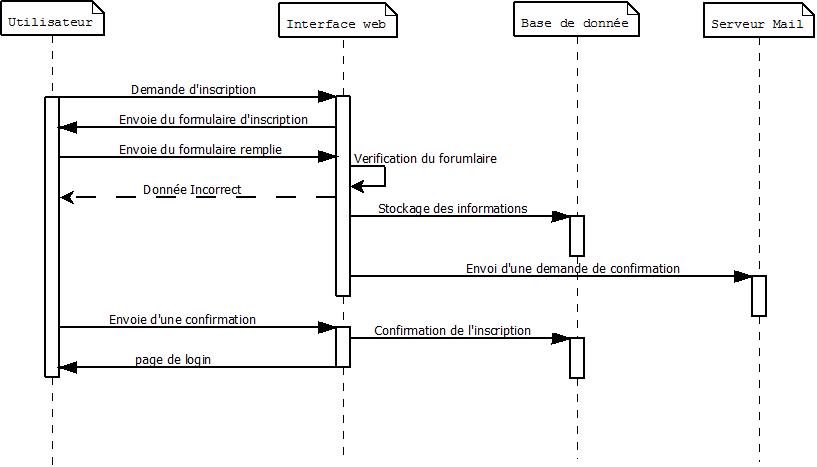 Utilisateur
Interface web
Base de donnée
Serveur Mail
Demande d'inscription
Envoie du formulaire d'inscription
Envoie du formulaire remplie
Verification du forumlaire
Donnée Incorrect
Stockage des informations
Envoi d'une demande de confirmation
Envoie d'une confirmation
Confirmation de l'inscription
page de login